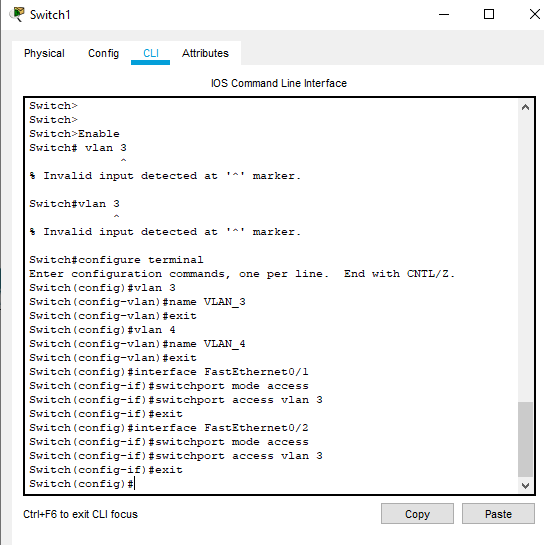 Switch1
Physical Config CLI Attributes
IOS Command Line Interface
Switch>
Switch>
Switch>Enable
Switch# vlan 3
^
% Invalid input detected at '^' marker.
Switch#vlan 3
^
% Invalid input detected at '^' marker.
Switch#configure terminal
Enter configuration commands, one per line.  End with CNTL/Z.
Switch(config)#vlan 3
Switch(config-vlan)#name VLAN_3
Switch(config-vlan)#exit
Switch(config)#vlan 4
Switch(config-vlan)#name VLAN_4
Switch(config-vlan)#exit
Switch(config)#interface FastEthernet0/1
Switch(config-if)#switchport mode access
Switch(config-if)#switchport access vlan 3
Switch(config-if)#exit
Switch(config)#interface FastEthernet0/2
Switch(config-if)#switchport mode access
Switch(config-if)#switchport access vlan 3
Switch(config-if)#exit
Switch(config)#
Ctrl+F6 to exit CLI focus
Copy Paste